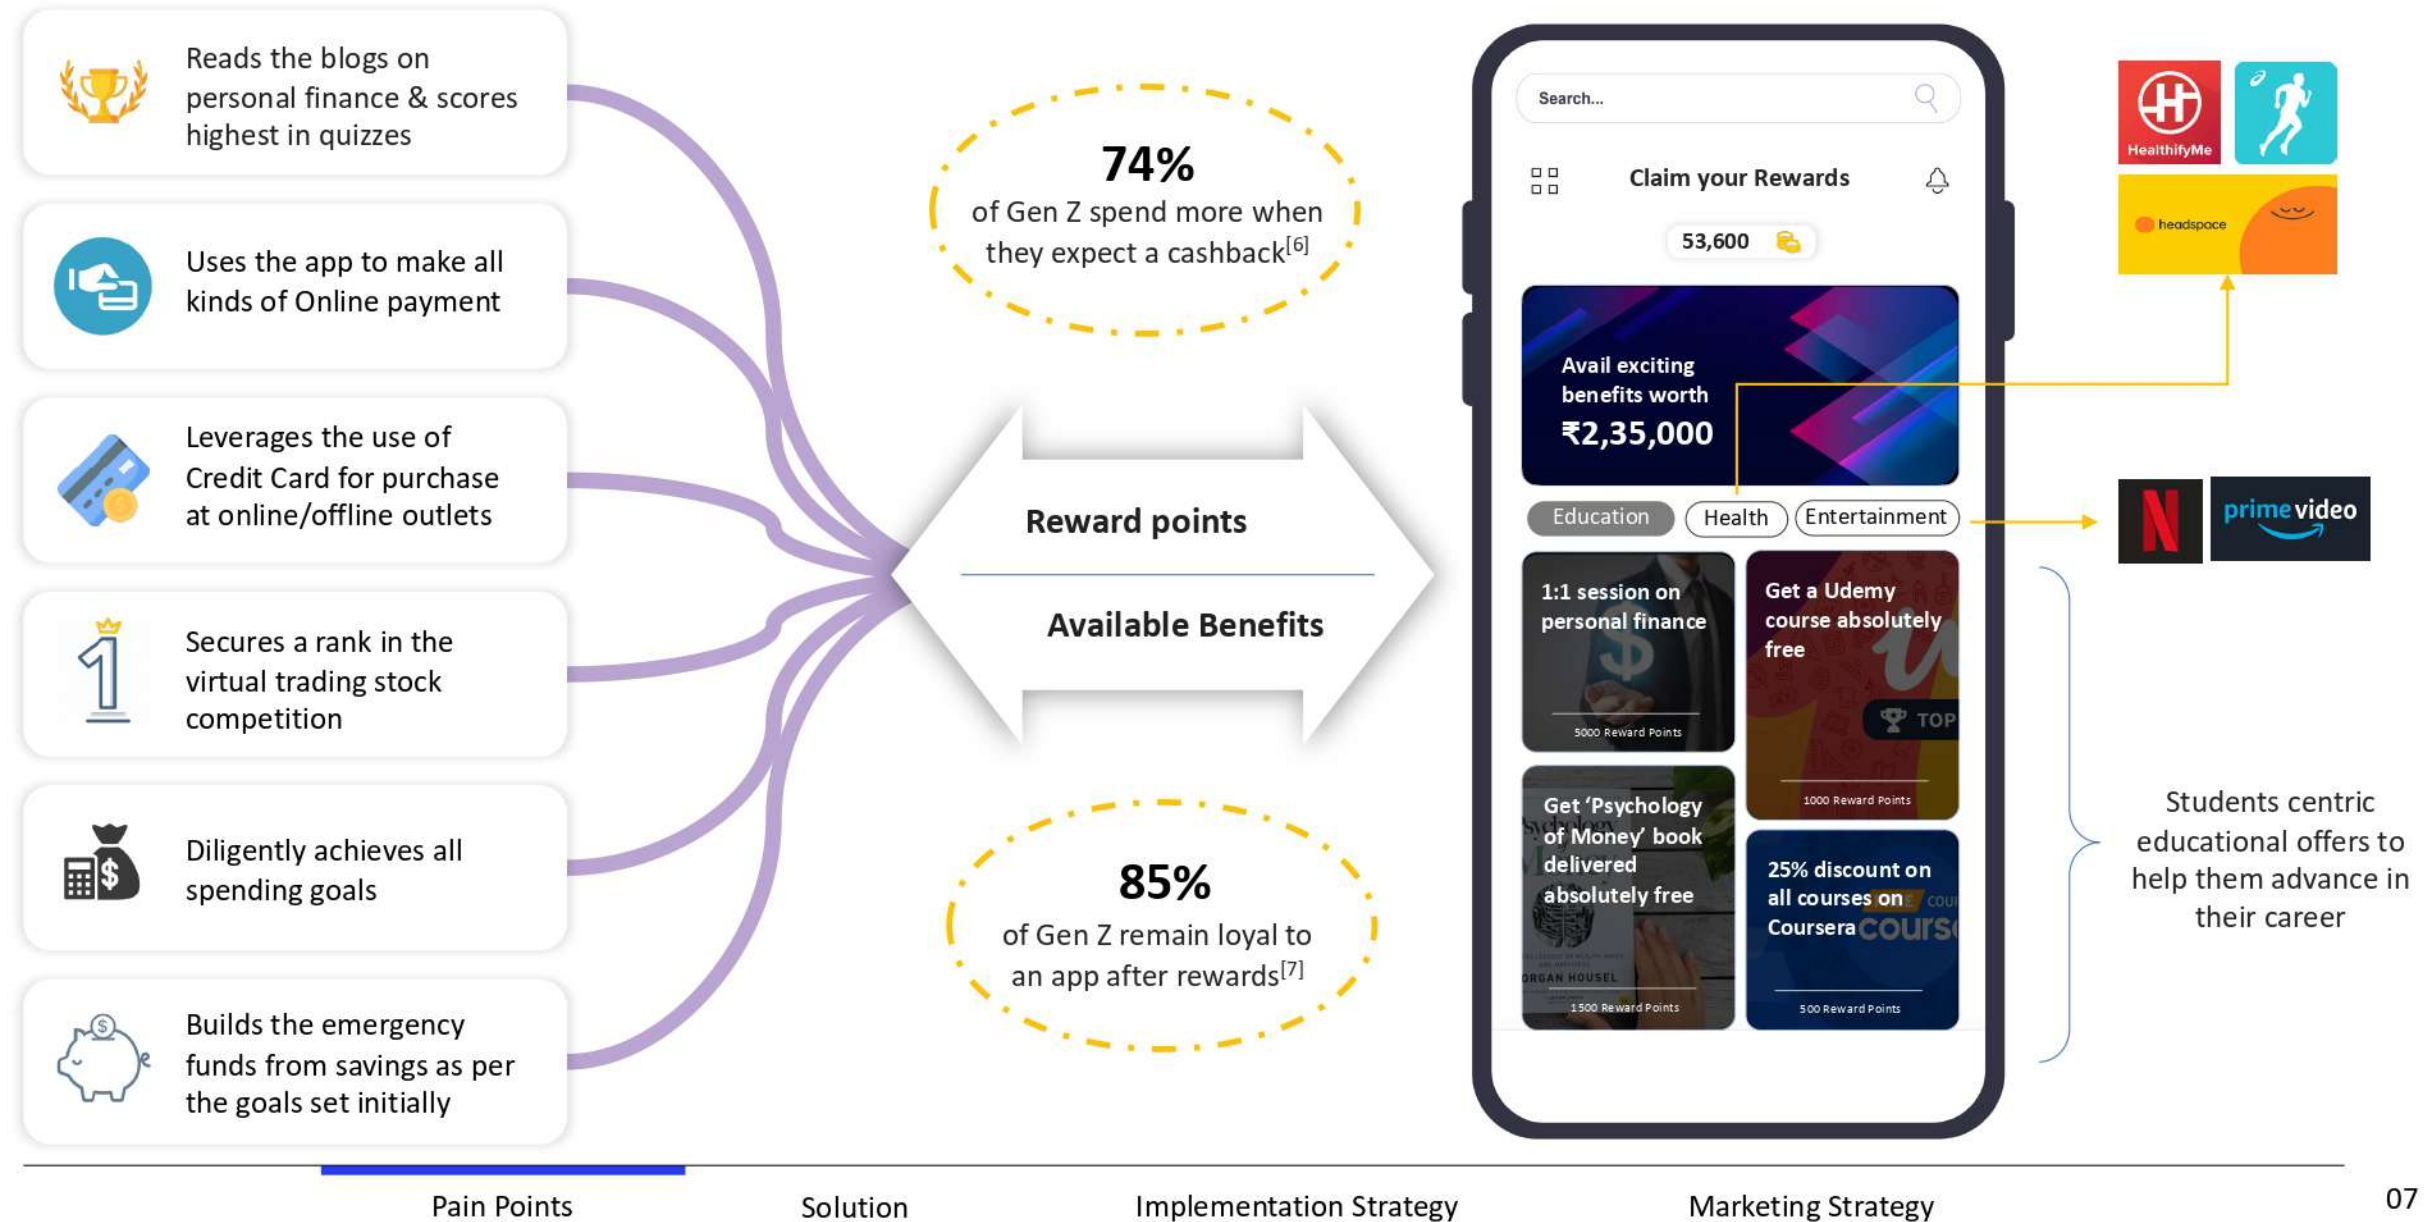 Reads the blogs on
personal finance & scores
highest in quizzes
Uses the app to make all
kinds of Online payment
Leverages the use of
Credit Card for purchase
at online/offline outlets
Secures a rank in the
virtual trading stock
competition
Diligently achieves all
spending goals
Builds the emergency
funds from savings as per
the goals set initially
74%
of Gen Z spend more when
they expect a cashback[6]
Reward points
Available Benefits
85%
of Gen Z remain loyal to
an app after rewards[7]
Search...
Claim your Rewards
53,600
Avail exciting
benefits worth
₹2,35,000
Education
Health
Entertainment
1:1 session on
personal finance
5000 Reward Points
Get a Udemy
course absolutely
free
TOP
1000 Reward Points
Get ‘Psychology
of Money’ book
delivered
absolutely free
ORGAN HOUSEL
1500 Reward Points
25% discount on
all courses on
Coursera
COU
cours
500 Reward Points
HealthifyMe
headspace
N
prime video
Students centric
educational offers to
help them advance in
their career
Pain Points
Solution
Implementation Strategy
Marketing Strategy
07